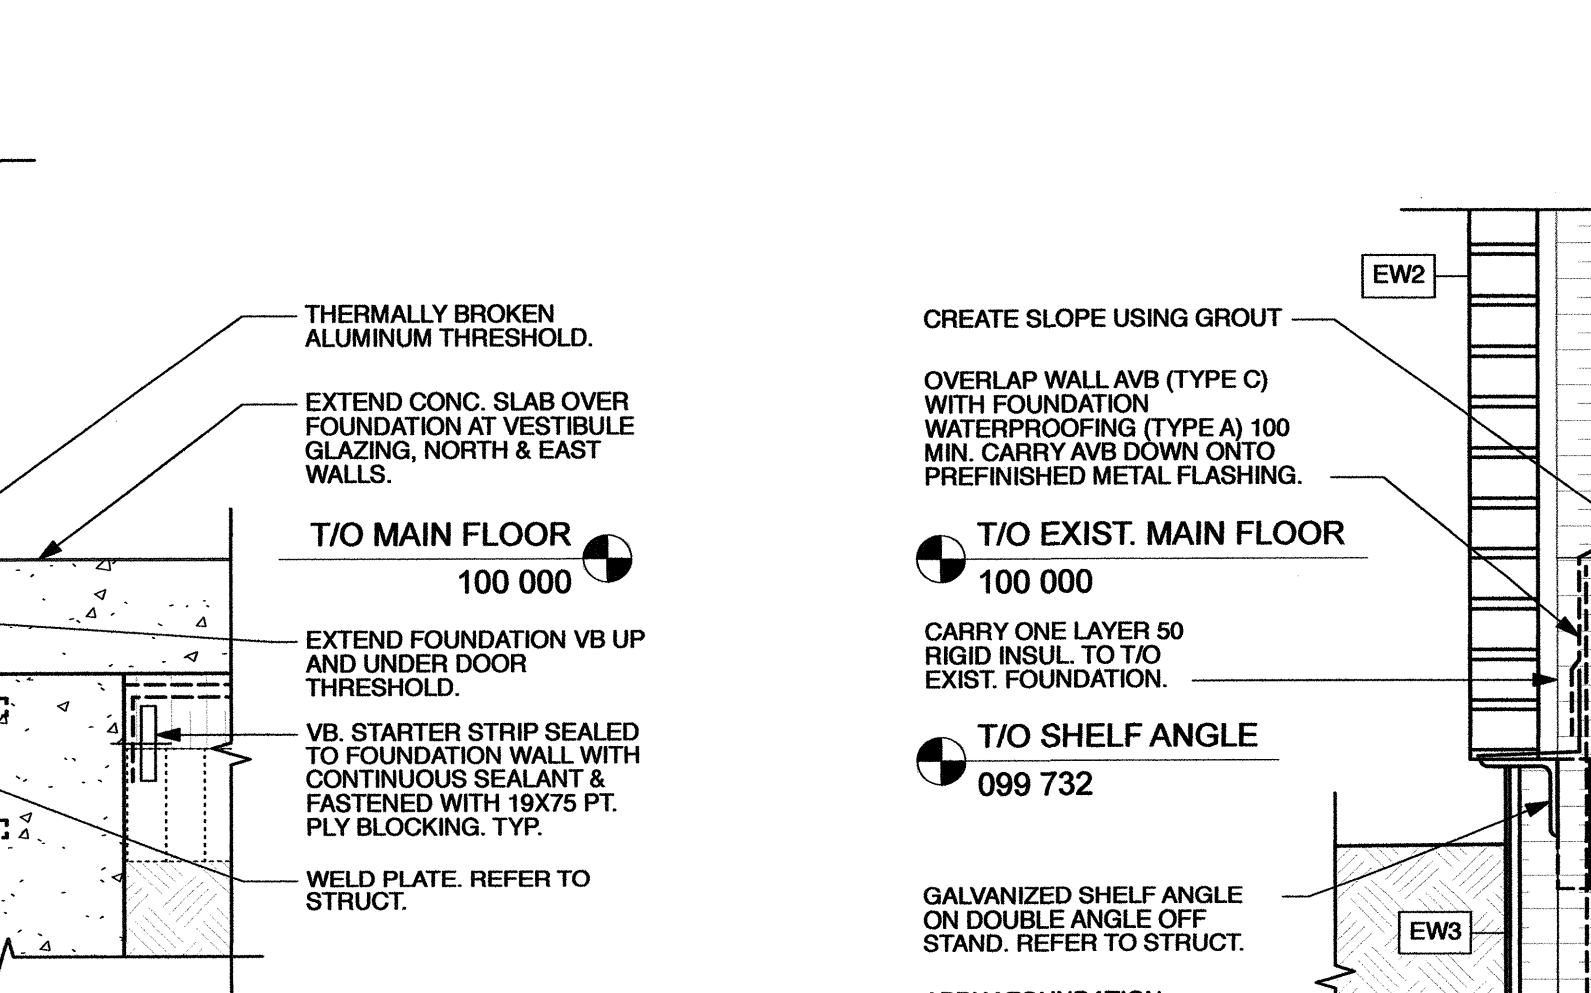 THERMALLY BROKEN
ALUMINUM THRESHOLD.
EXTEND CONC. SLAB OVER
FOUNDATION AT VESTIBULE
GLAZING, NORTH & EAST
WALLS.
T/O MAIN FLOOR
100 000
EXTEND FOUNDATION VB UP
AND UNDER DOOR
THRESHOLD.
VB. STARTER STRIP SEALED
TO FOUNDATION WALL WITH
CONTINUOUS SEALANT &
FASTENED WITH 19X75 PT.
PLY BLOCKING. TYP.
WELD PLATE. REFER TO
STRUCT.
EW2
CREATE SLOPE USING GROUT
OVERLAP WALL AVB (TYPE C)
WITH FOUNDATION
WATERPROOFING (TYPE A) 100
MIN. CARRY AVB DOWN ONTO
PREFINISHED METAL FLASHING.
T/O EXIST. MAIN FLOOR
100 000
CARRY ONE LAYER 50
RIGID INSUL. TO T/O
EXIST. FOUNDATION.
T/O SHELF ANGLE
099 732
GALVANIZED SHELF ANGLE
ON DOUBLE ANGLE OFF
STAND. REFER TO STRUCT.
EW3